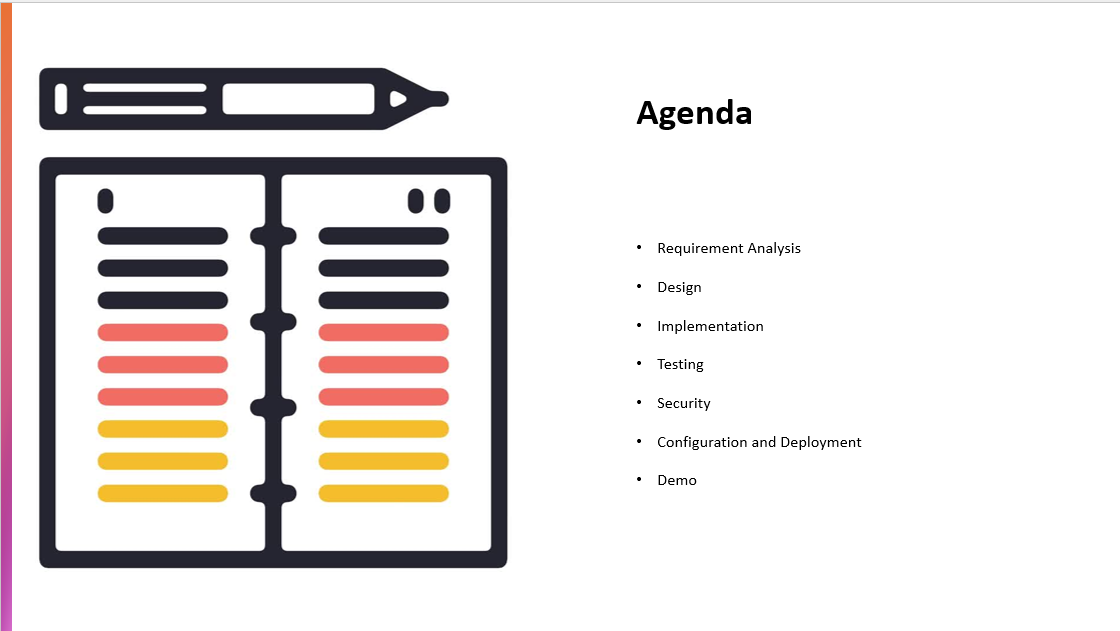 Agenda
• Requirement Analysis
• Design
• Implementation
• Testing
• Security
• Configuration and Deployment
• Demo